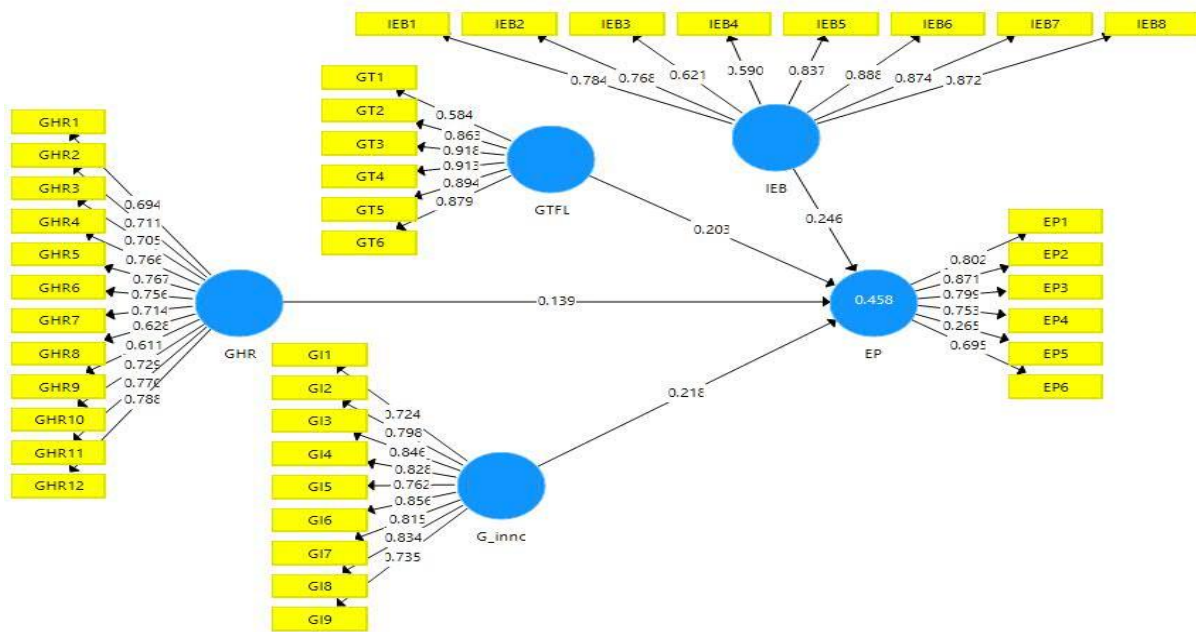 IEB1 IEB2 IEB3 IEB4 IEB5 IEB6 IEB7 IEB8
0.784 0.768 0.621 0.590 0.837 0.888 0.874 0.872
IEB
GT1
GT2
GT3
GT4
GT5
GT6
0.584
0.863
0.918
0.913
0.894
0.879
GTFL
GHR1
GHR2
GHR3
GHR4
GHR5
GHR6
GHR7
GHR8
GHR9
GHR10
GHR11
GHR12
0.694
0.711
0.705
0.766
0.767
0.756
0.714
0.628
0.611
0.729
0.770
0.788
GHR
0.203
0.246
0.139
0.218
GI1
GI2
GI3
GI4
GI5
GI6
GI7
GI8
GI9
0.724
0.798
0.846
0.828
0.762
0.856
0.815
0.834
0.735
G_innc
0.458
EP
0.802
0.871
0.799
0.753
0.265
0.695
EP1
EP2
EP3
EP4
EP5
EP6